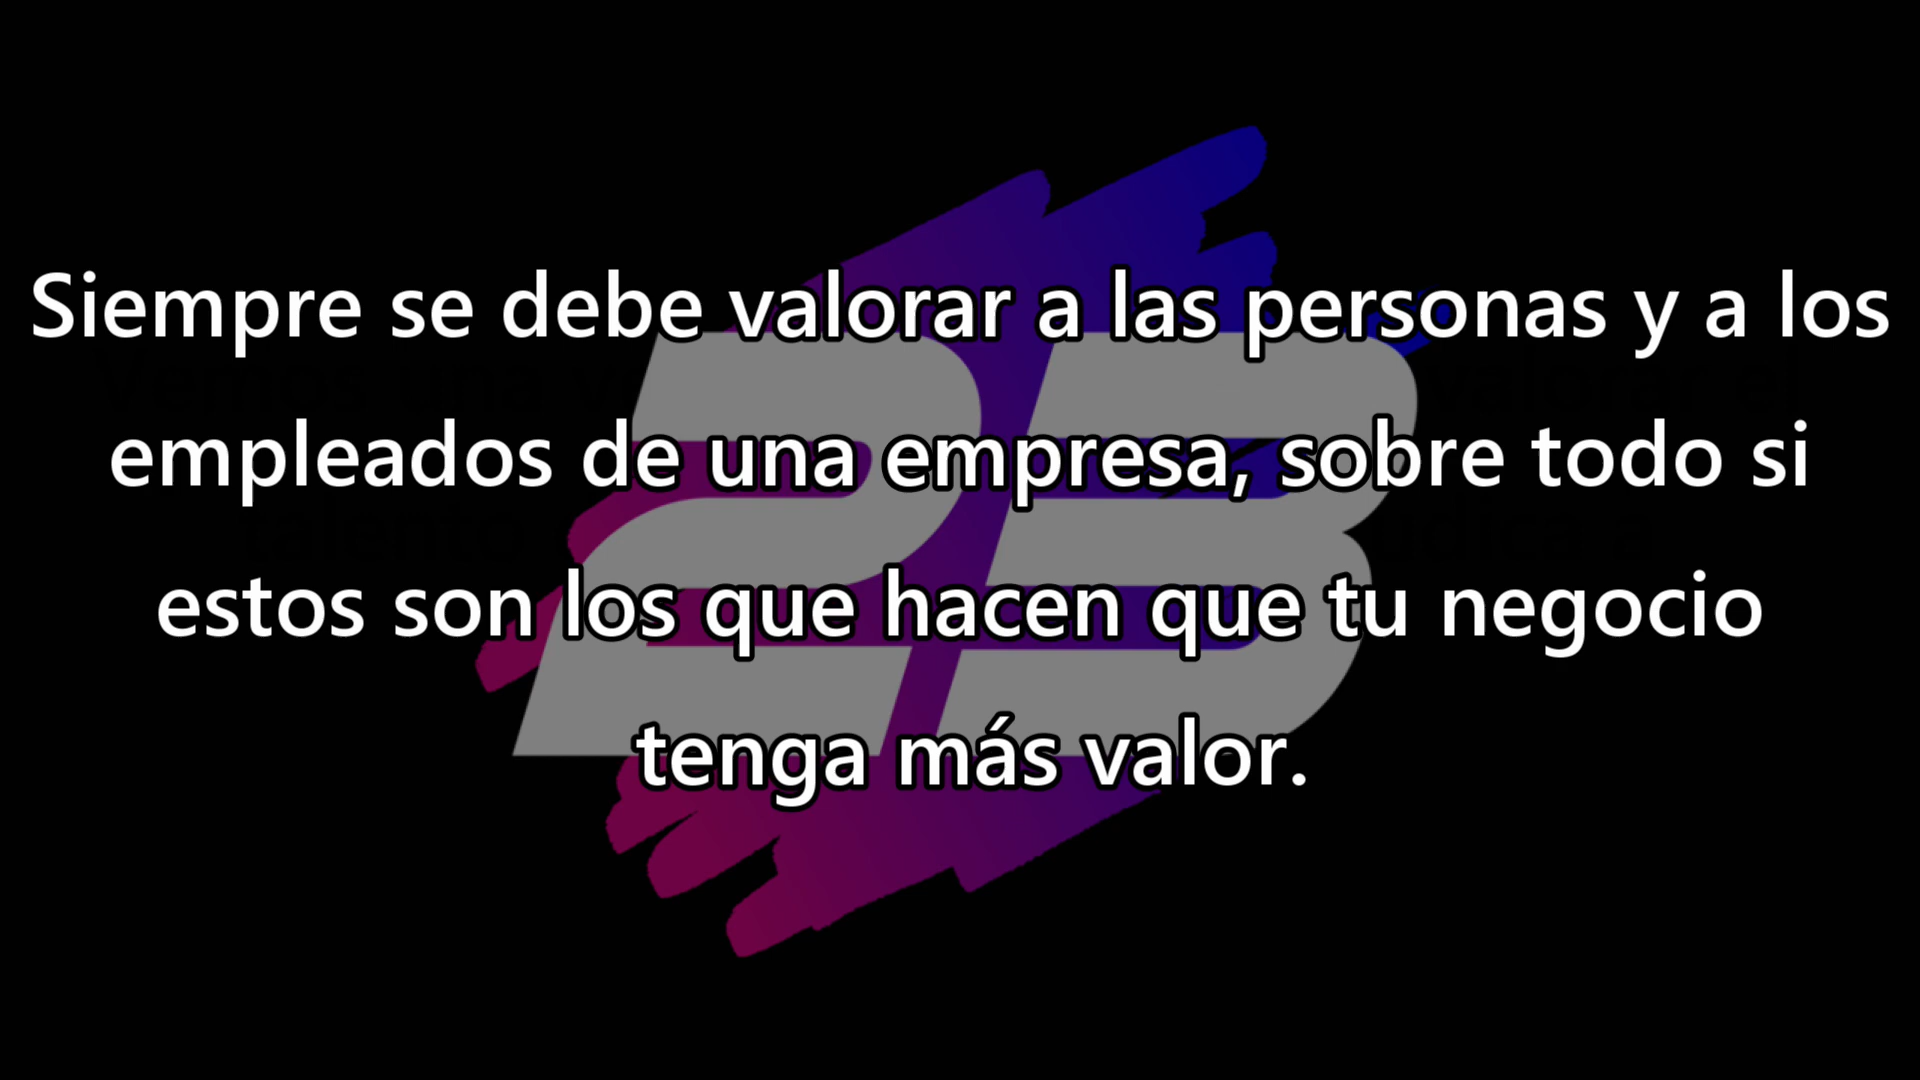 Siempre se debe valorar a las personas y a los
empleados de una empresa, sobre todo si
estos son los que hacen que tu negocio
tenga más valor.
2B